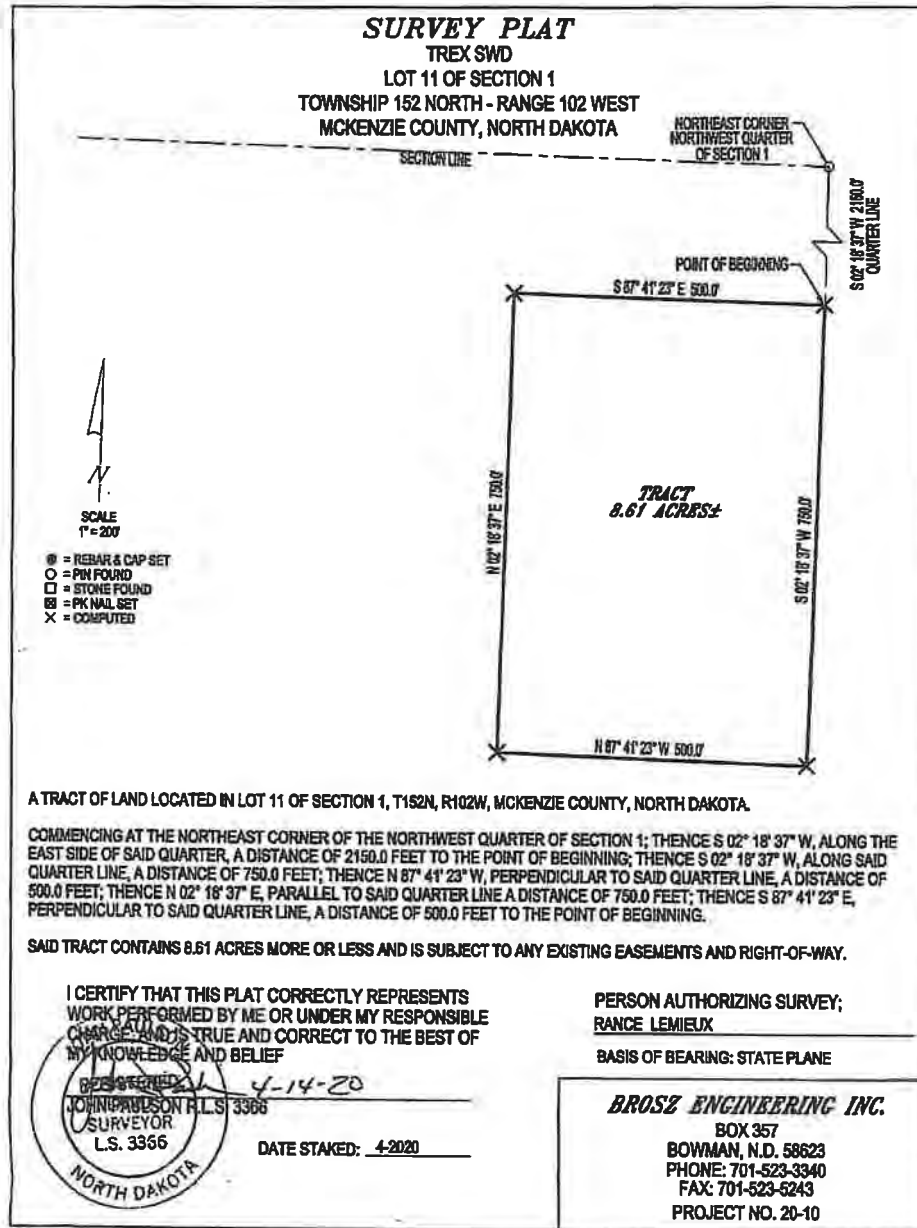 SURVEY PLAT
TREX SWD
LOT 11 OF SECTION 1
TOWNSHIP 152 NORTH - RANGE 102 WEST
MCKENZIE COUNTY, NORTH DAKOTA
NORTHEAST CORNER
NORTHWEST QUARTER
OF SECTION 1
SECTION LINE
S 02° 18' 37" W 2150.0'
QUARTER LINE
POINT OF BEGINNING
S 87° 41' 23" E 500.0'
N 02° 18' 37" E 750.0'
TRACT
8.61 ACRES±
S 02° 18' 37" W 750.0'
N 87° 41' 23" W 500.0'
N
SCALE
1" = 200'
= REBAR & CAP SET
= PIN FOUND
= STONE FOUND
= PK NAIL SET
X = COMPUTED
A TRACT OF LAND LOCATED IN LOT 11 OF SECTION 1, T152N, R102W, MCKENZIE COUNTY, NORTH DAKOTA.
COMMENCING AT THE NORTHEAST CORNER OF THE NORTHWEST QUARTER OF SECTION 1; THENCE S 02° 18' 37" W, ALONG THE
EAST SIDE OF SAID QUARTER, A DISTANCE OF 2150.0 FEET TO THE POINT OF BEGINNING; THENCE S 02° 18' 37" W, ALONG SAID
QUARTER LINE, A DISTANCE OF 750.0 FEET; THENCE N 87° 41' 23" W, PERPENDICULAR TO SAID QUARTER LINE, A DISTANCE OF
500.0 FEET; THENCE N 02° 18' 37" E, PARALLEL TO SAID QUARTER LINE A DISTANCE OF 750.0 FEET; THENCE S 87° 41' 23" E,
PERPENDICULAR TO SAID QUARTER LINE, A DISTANCE OF 500.0 FEET TO THE POINT OF BEGINNING.
SAID TRACT CONTAINS 8.61 ACRES MORE OR LESS AND IS SUBJECT TO ANY EXISTING EASEMENTS AND RIGHT-OF-WAY.
I CERTIFY THAT THIS PLAT CORRECTLY REPRESENTS
WORK PERFORMED BY ME OR UNDER MY RESPONSIBLE
CHARGE AND IS TRUE AND CORRECT TO THE BEST OF
MY KNOWLEDGE AND BELIEF
REGISTERED
4-14-20
JOHN PAULSON R.L.S. 3366
SURVEYOR
L.S. 3366
NORTH DAKOTA
DATE STAKED: 4-2020
PERSON AUTHORIZING SURVEY;
RANCE LEMIEUX
BASIS OF BEARING: STATE PLANE
BROSZ ENGINEERING INC.
BOX 357
BOWMAN, N.D. 58623
PHONE: 701-523-3340
FAX: 701-523-5243
PROJECT NO. 20-10